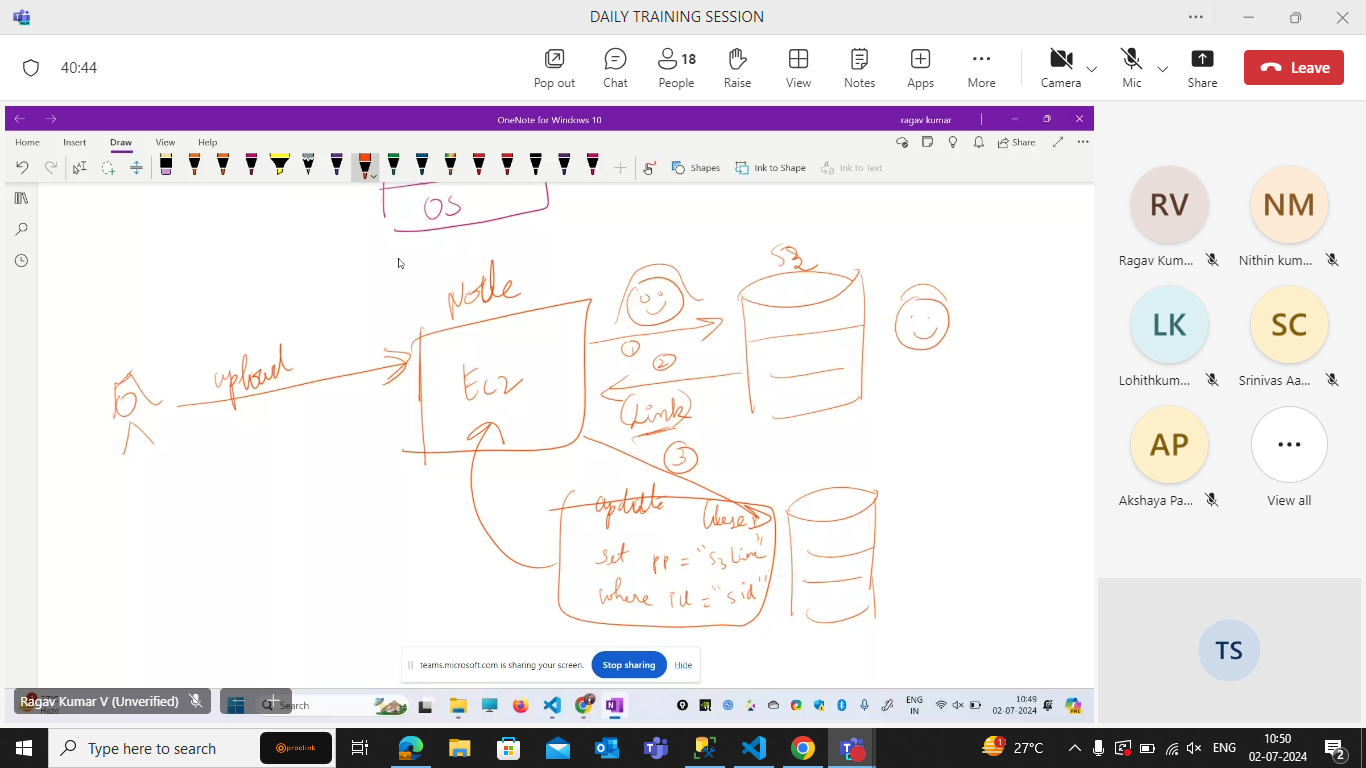 DAILY TRAINING SESSION
40:44
Pop out
Chat
18
People
Raise
View
Notes
Apps
More
Camera
Mic
Share
Leave
OneNote for Windows 10
ragav kumar
Home
Insert
Draw
View
Help
Share
Shapes
Ink to Shape
Ink to Text
OS
Node
S3
upload
EC2
1
2
(Link)
3
update
set pp = "S3 Link"
where id = "sid"
teams.microsoft.com is sharing your screen.
Stop sharing
Hide
Ragav Kumar V (Unverified)
Search
ENG
IN
10:49
02-07-2024
RV
Ragav Kum...
NM
Nithin kum...
LK
Lohithkum...
SC
Srinivas Aa...
AP
Akshaya Pa...
View all
TS
Type here to search
proclink
27°C
ENG
10:50
02-07-2024
2